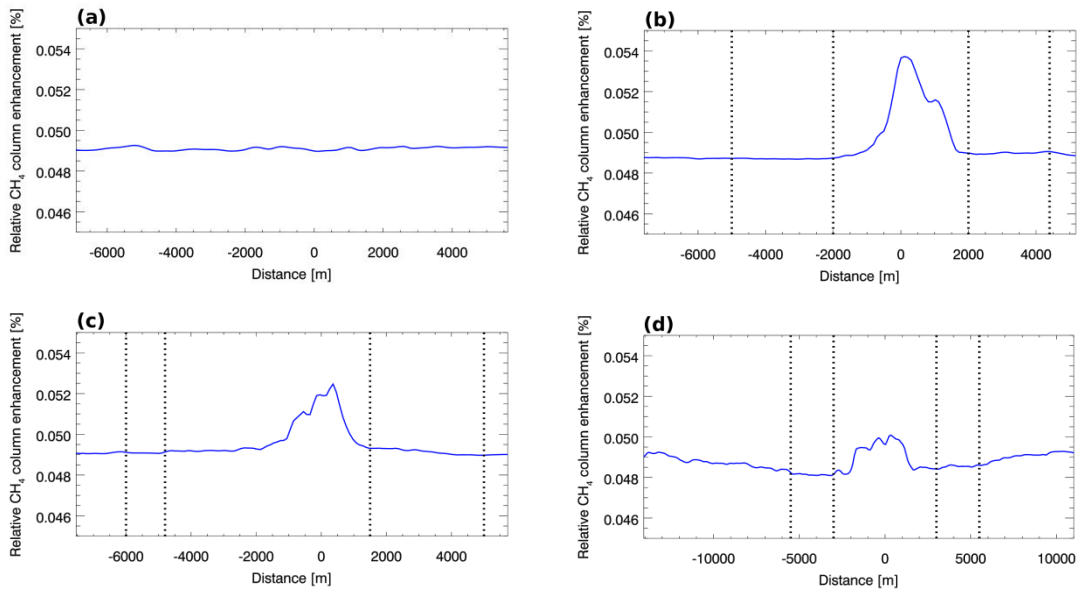 (a)
Relative CH₄ column enhancement [%]
0.054
0.052
0.050
0.048
0.046
-6000 -4000 -2000 0 2000 4000
Distance [m]
(b)
Relative CH₄ column enhancement [%]
0.054
0.052
0.050
0.048
0.046
-6000 -4000 -2000 0 2000 4000
Distance [m]
(c)
Relative CH₄ column enhancement [%]
0.054
0.052
0.050
0.048
0.046
-6000 -4000 -2000 0 2000 4000
Distance [m]
(d)
Relative CH₄ column enhancement [%]
0.054
0.052
0.050
0.048
0.046
-10000 -5000 0 5000 10000
Distance [m]